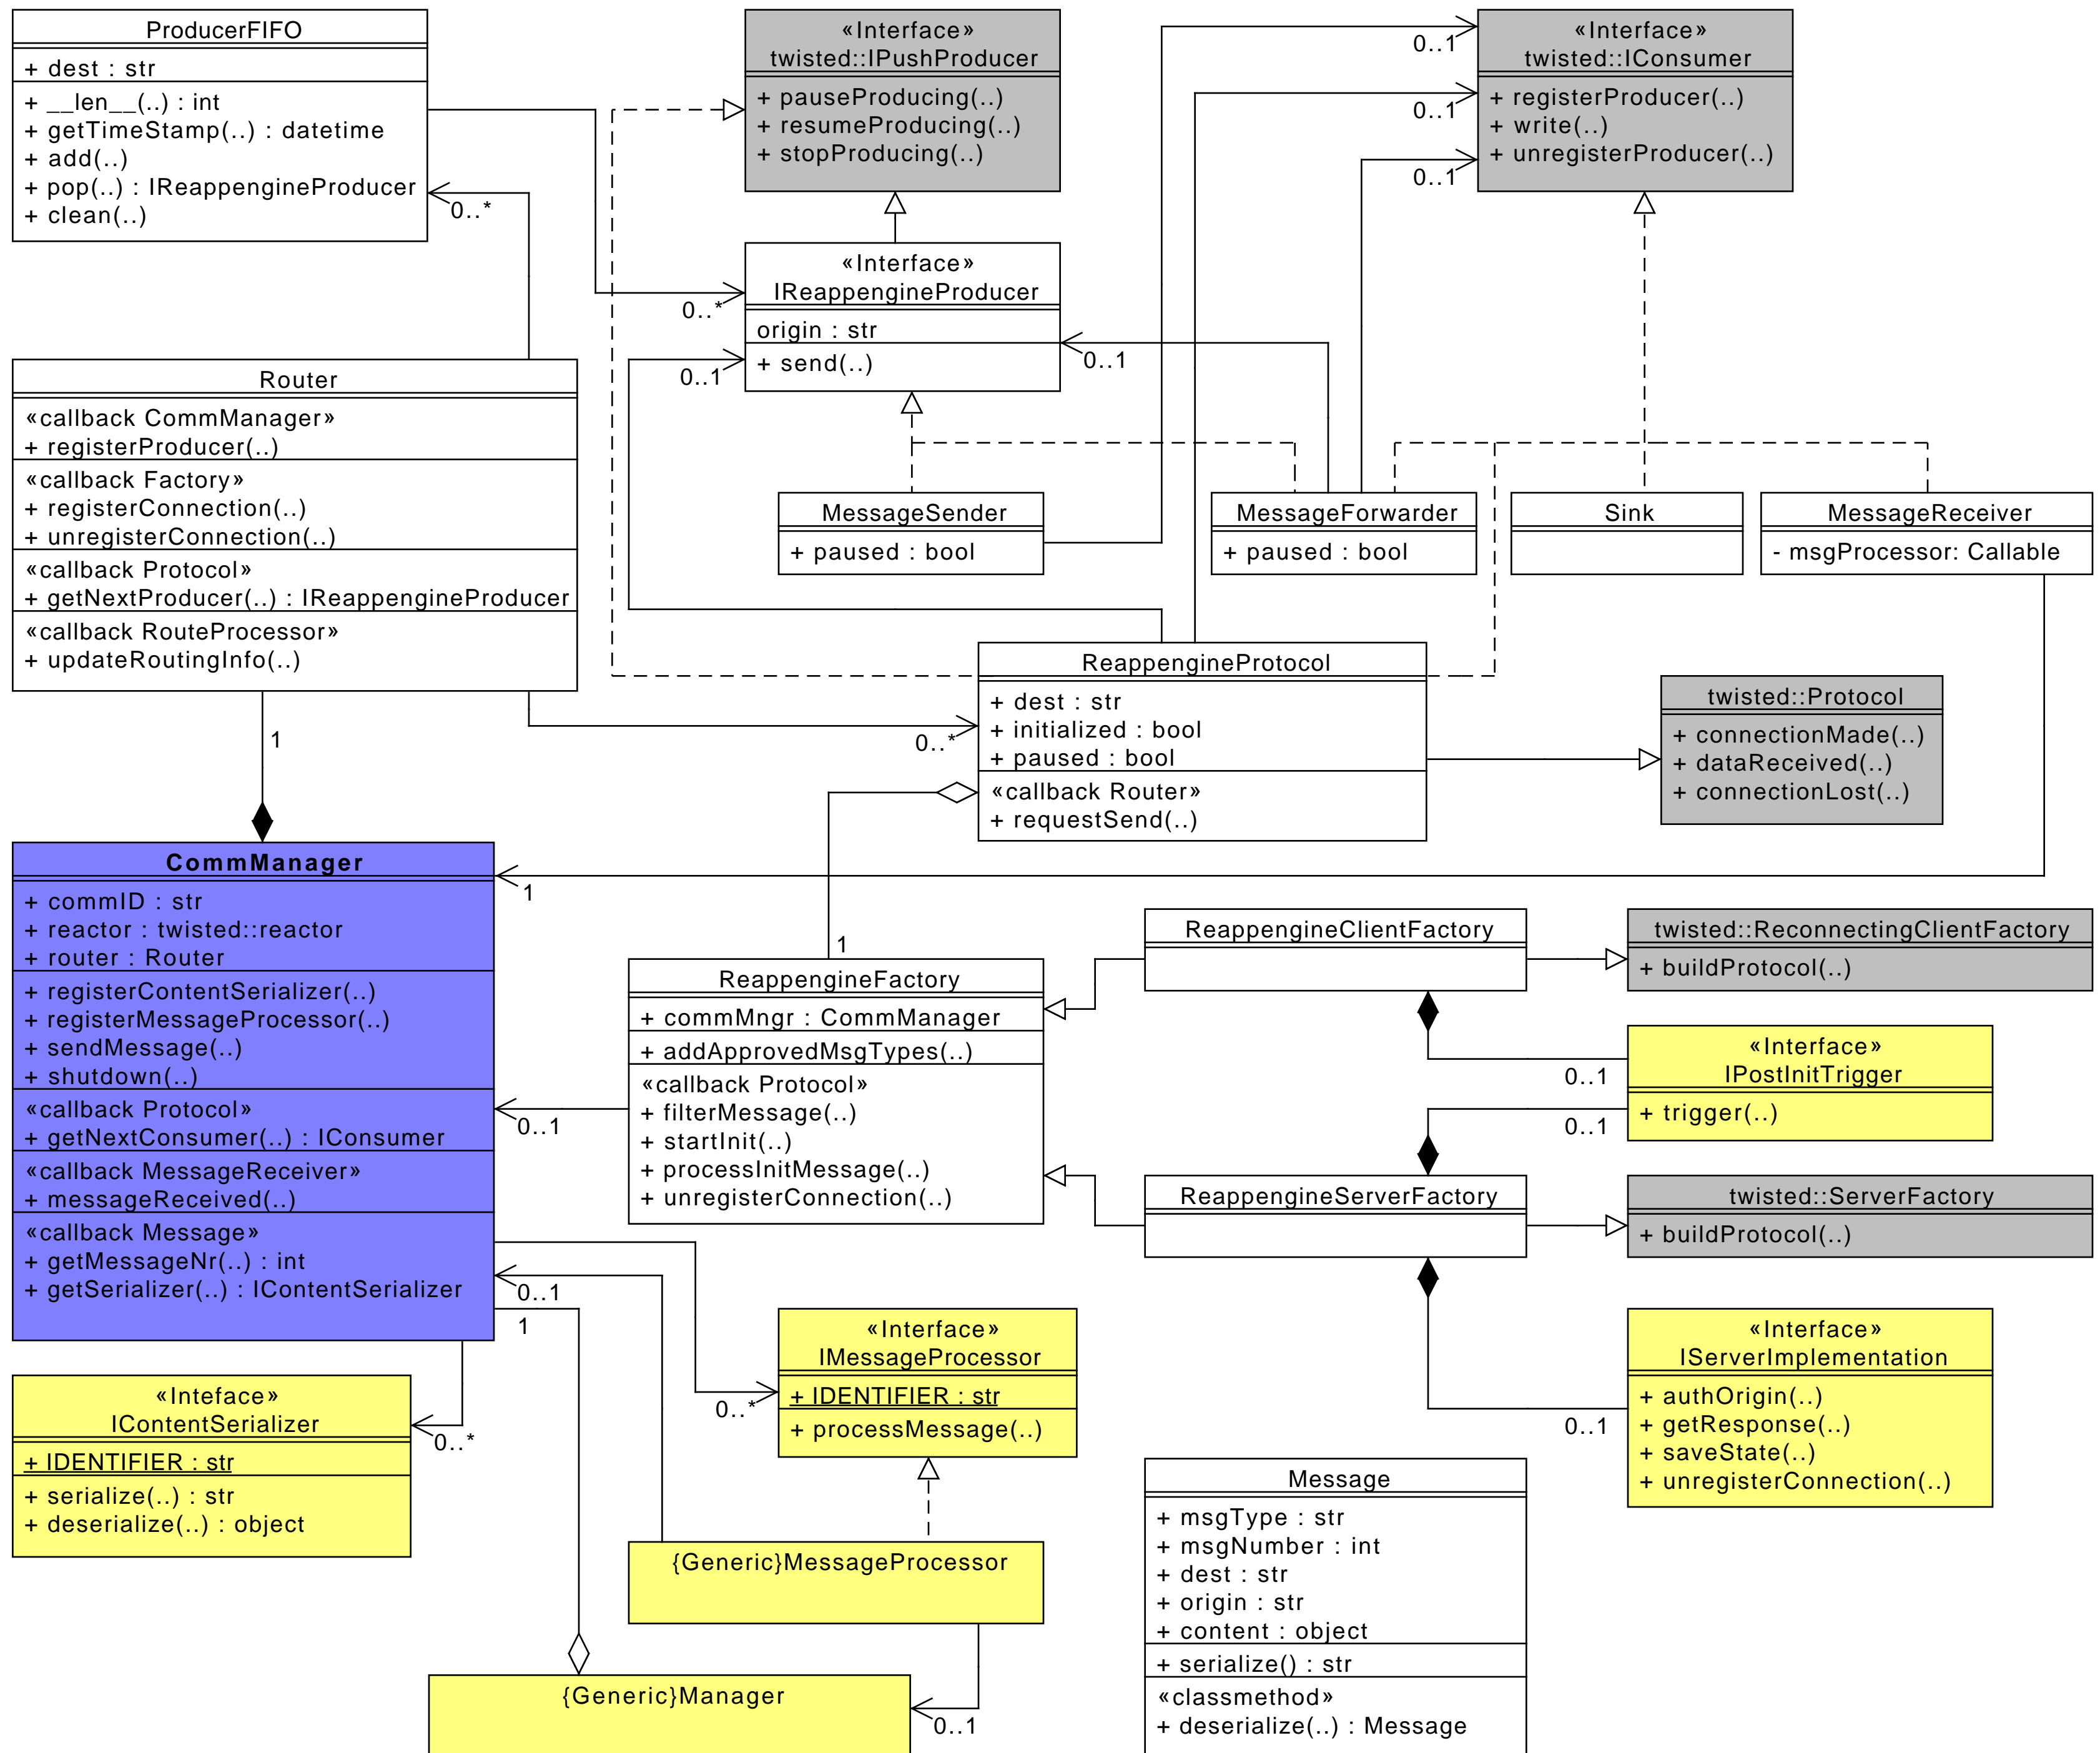 ProducerFIFO
+ dest : str
+ __len__(..) : int
+ getTimeStamp(..) : datetime
+ add(..)
+ pop(..) : IReappengineProducer
+ clean(..)
0..*
«Interface»
twisted::IPushProducer
+ pauseProducing(..)
+ resumeProducing(..)
+ stopProducing(..)
«Interface»
twisted::IConsumer
+ registerProducer(..)
+ write(..)
+ unregisterProducer(..)
0..1
0..1
0..1
«Interface»
IReappengineProducer
origin : str
+ send(..)
0..*
0..1
0..1
Router
«callback CommManager»
+ registerProducer(..)
«callback Factory»
+ registerConnection(..)
+ unregisterConnection(..)
«callback Protocol»
+ getNextProducer(..) : IReappengineProducer
«callback RouteProcessor»
+ updateRoutingInfo(..)
1
MessageSender
+ paused : bool
MessageForwarder
+ paused : bool
Sink
MessageReceiver
- msgProcessor: Callable
ReappengineProtocol
+ dest : str
+ initialized : bool
+ paused : bool
«callback Router»
+ requestSend(..)
0..*
twisted::Protocol
+ connectionMade(..)
+ dataReceived(..)
+ connectionLost(..)
CommManager
+ commID : str
+ reactor : twisted::reactor
+ router : Router
+ registerContentSerializer(..)
+ registerMessageProcessor(..)
+ sendMessage(..)
+ shutdown(..)
«callback Protocol»
+ getNextConsumer(..) : IConsumer
«callback MessageReceiver»
+ messageReceived(..)
«callback Message»
+ getMessageNr(..) : int
+ getSerializer(..) : IContentSerializer
1
0..1
0..1
1
1
ReappengineFactory
+ commMngr : CommManager
+ addApprovedMsgTypes(..)
«callback Protocol»
+ filterMessage(..)
+ startInit(..)
+ processInitMessage(..)
+ unregisterConnection(..)
ReappengineClientFactory
twisted::ReconnectingClientFactory
+ buildProtocol(..)
«Interface»
IPostInitTrigger
+ trigger(..)
0..1
0..1
ReappengineServerFactory
twisted::ServerFactory
+ buildProtocol(..)
«Interface»
IServerImplementation
+ authOrigin(..)
+ getResponse(..)
+ saveState(..)
+ unregisterConnection(..)
0..1
«Interface»
IMessageProcessor
+ IDENTIFIER : str
+ processMessage(..)
0..*
«Inteface»
IContentSerializer
+ IDENTIFIER : str
+ serialize(..) : str
+ deserialize(..) : object
0..*
{Generic}MessageProcessor
{Generic}Manager
0..1
Message
+ msgType : str
+ msgNumber : int
+ dest : str
+ origin : str
+ content : object
+ serialize() : str
«classmethod»
+ deserialize(..) : Message